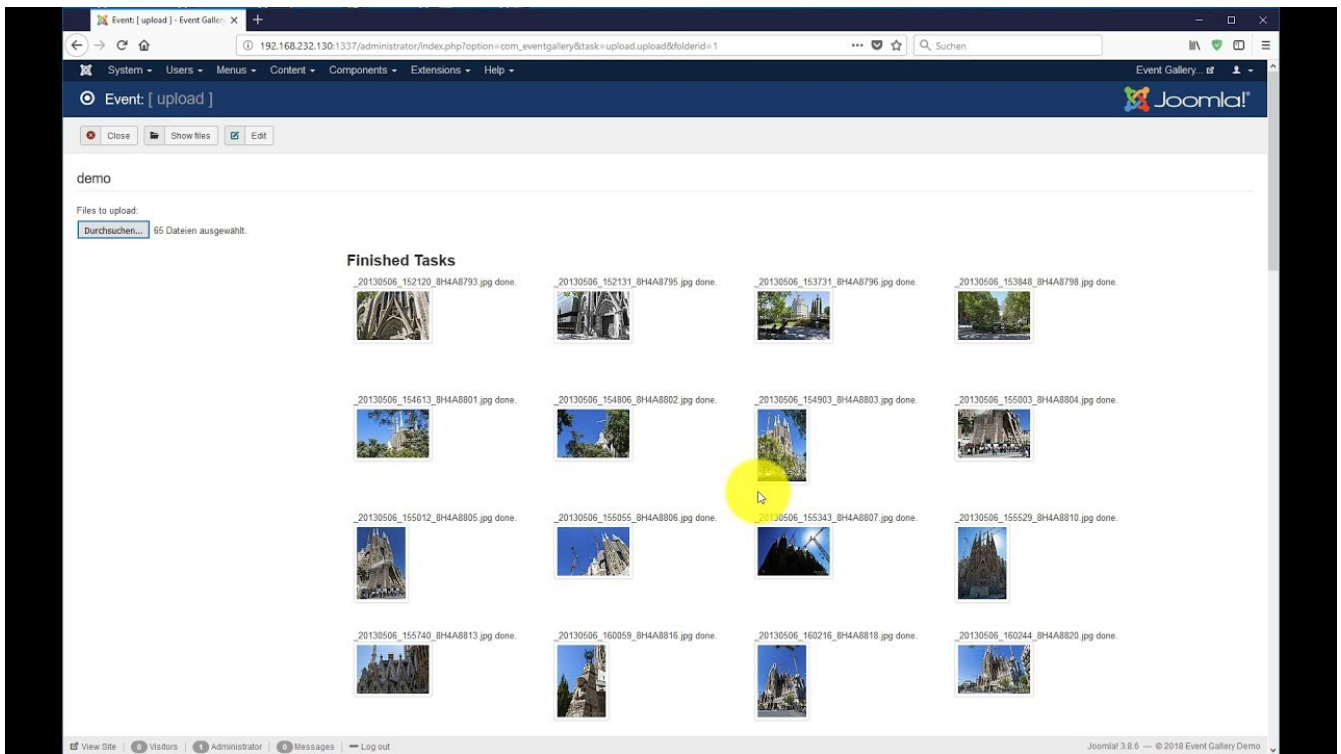 Event: [ upload ] - Event Gallery
192.168.232.130:1337/administrator/index.php?option=com_eventgallery&task=upload.upload&folderid=1
Suchen
System Users Menus Content Components Extensions Help
Event Gallery...
Event: [ upload ]
Joomla!®
Close Show files Edit
demo
Files to upload:
Durchsuchen... 65 Dateien ausgewählt.
Finished Tasks
_20130506_152120_8H4A8793.jpg done. _20130506_152131_8H4A8795.jpg done. _20130506_153731_8H4A8796.jpg done. _20130506_153848_8H4A8798.jpg done.
_20130506_154613_8H4A8801.jpg done. _20130506_154806_8H4A8802.jpg done. _20130506_154903_8H4A8803.jpg done. _20130506_155003_8H4A8804.jpg done.
_20130506_155012_8H4A8805.jpg done. _20130506_155055_8H4A8806.jpg done. _20130506_155343_8H4A8807.jpg done. _20130506_155529_8H4A8810.jpg done.
_20130506_155740_8H4A8813.jpg done. _20130506_160059_8H4A8816.jpg done. _20130506_160216_8H4A8818.jpg done. _20130506_160244_8H4A8820.jpg done.
View Site 0 Visitors 1 Administrator 0 Messages Log out
Joomla! 3.8.6 — © 2018 Event Gallery Demo